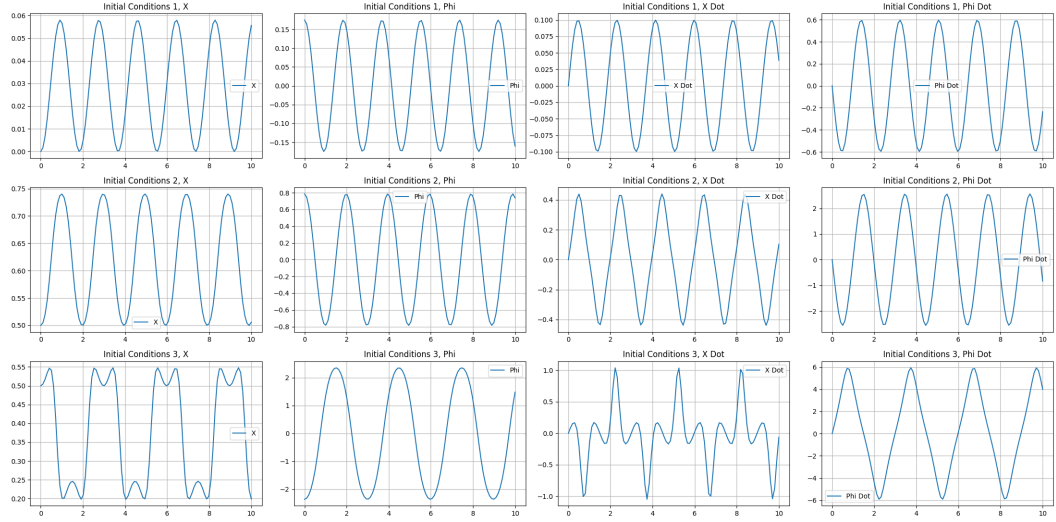 Initial Conditions 1, X
0.06
0.05
0.04
0.03
0.02
0.01
0.00
X
0 2 4 6 8 10
Initial Conditions 1, Phi
0.15
0.10
0.05
0.00
−0.05
−0.10
−0.15
Phi
0 2 4 6 8 10
Initial Conditions 1, X Dot
0.100
0.075
0.050
0.025
0.000
−0.025
−0.050
−0.075
−0.100
X Dot
0 2 4 6 8 10
Initial Conditions 1, Phi Dot
0.6
0.4
0.2
0.0
−0.2
−0.4
−0.6
Phi Dot
0 2 4 6 8 10
Initial Conditions 2, X
0.75
0.70
0.65
0.60
0.55
0.50
X
0 2 4 6 8 10
Initial Conditions 2, Phi
0.8
0.6
0.4
0.2
0.0
−0.2
−0.4
−0.6
−0.8
Phi
0 2 4 6 8 10
Initial Conditions 2, X Dot
0.4
0.2
0.0
−0.2
−0.4
X Dot
0 2 4 6 8 10
Initial Conditions 2, Phi Dot
2
1
0
−1
−2
Phi Dot
0 2 4 6 8 10
Initial Conditions 3, X
0.55
0.50
0.45
0.40
0.35
0.30
0.25
0.20
X
0 2 4 6 8 10
Initial Conditions 3, Phi
2
1
0
−1
−2
Phi
0 2 4 6 8 10
Initial Conditions 3, X Dot
1.0
0.5
0.0
−0.5
−1.0
X Dot
0 2 4 6 8 10
Initial Conditions 3, Phi Dot
6
4
2
0
−2
−4
−6
Phi Dot
0 2 4 6 8 10